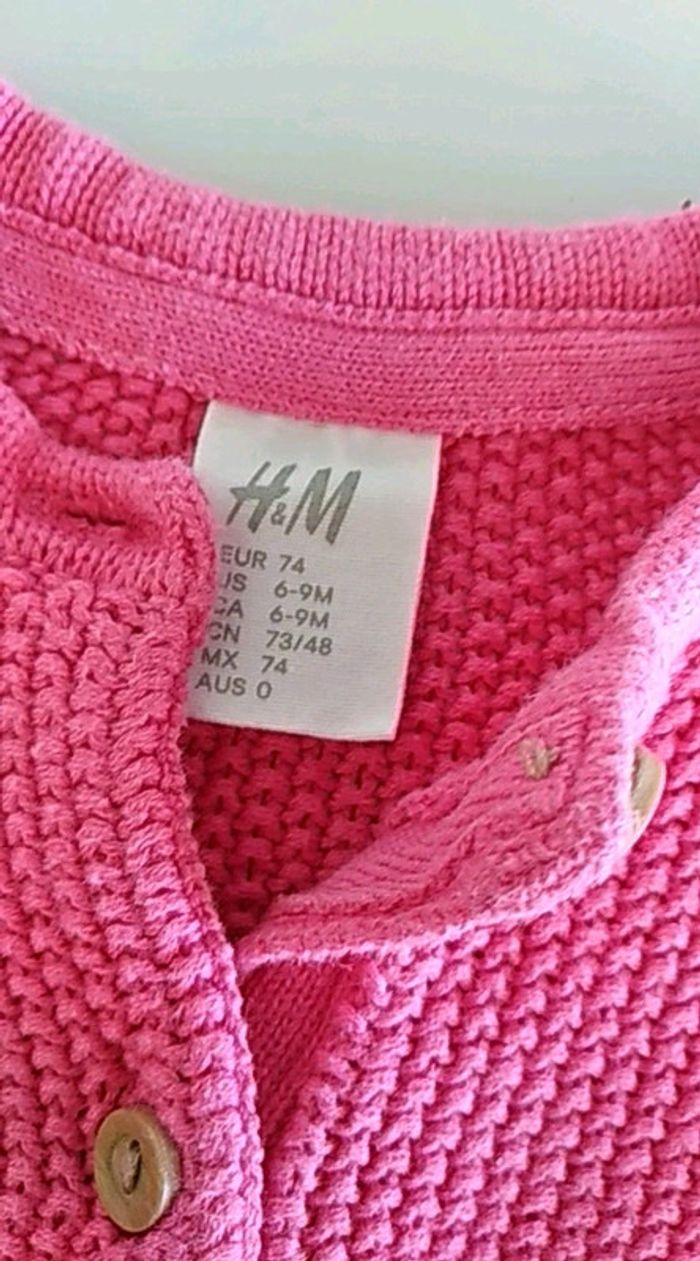 H&M
EUR 74
US 6-9M
CA 6-9M
CN 73/48
MX 74
AUS 0